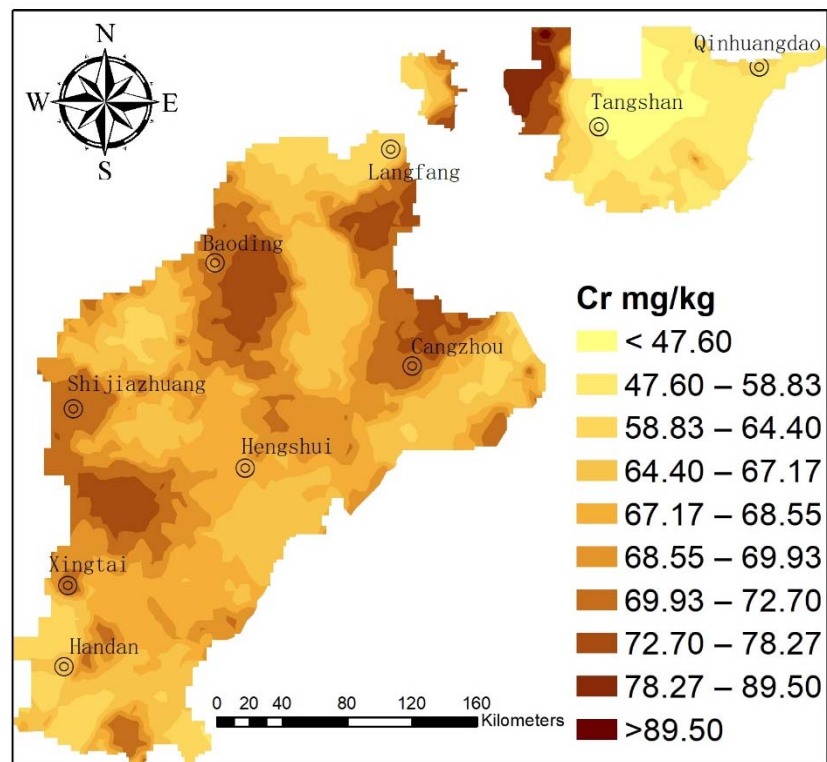 N
W
E
S
Qinhuangdao
Tangshan
Langfang
Baoding
Cangzhou
Shijiazhuang
Hengshui
Xingtai
Handan
Cr mg/kg
< 47.60
47.60 – 58.83
58.83 – 64.40
64.40 – 67.17
67.17 – 68.55
68.55 – 69.93
69.93 – 72.70
72.70 – 78.27
78.27 – 89.50
>89.50
0 20 40 80 120 160
Kilometers